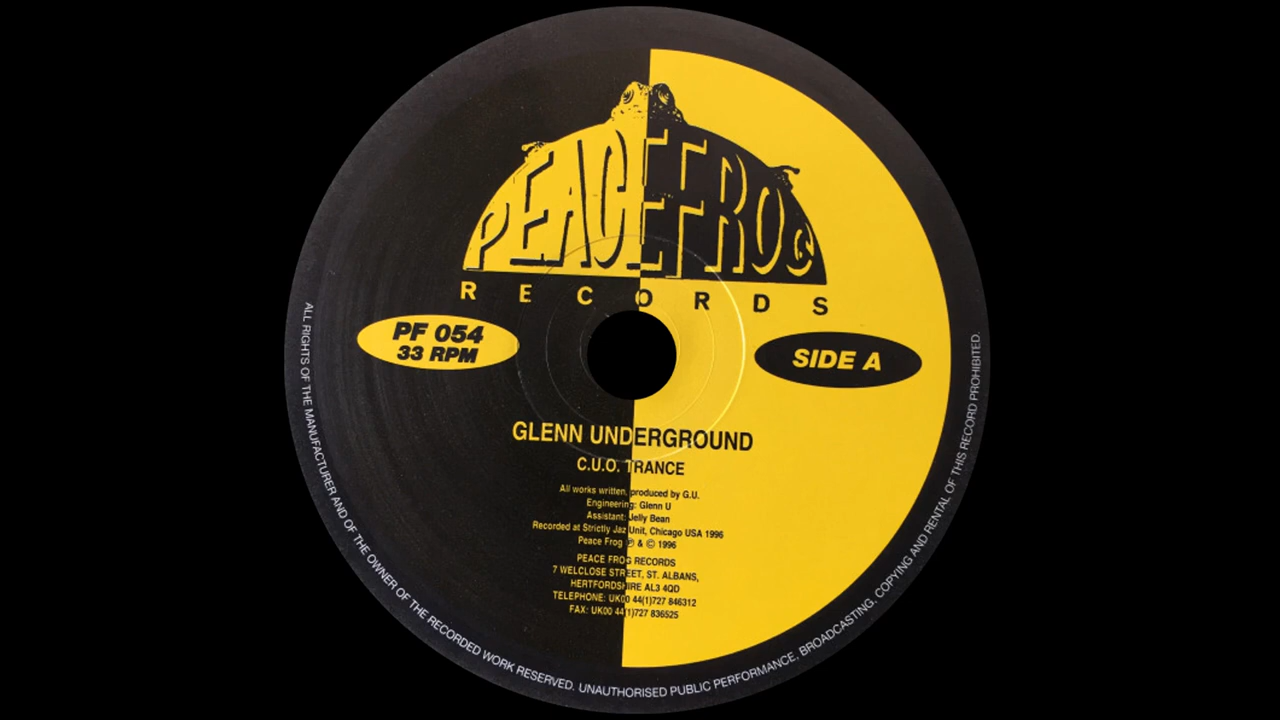 PEACEFROG
RECORDS
PF 054
33 RPM
SIDE A
GLENN UNDERGROUND
C.U.O. TRANCE
All works written, produced by G.U.
Engineering: Glenn U
Assistant: Jelly Bean
Recorded at Strictly Jaz Unit, Chicago USA 1996
Peace Frog ℗ & © 1996
PEACE FROG RECORDS
7 WELCLOSE STREET, ST. ALBANS,
HERTFORDSHIRE AL3 4QD
TELEPHONE: UK00 44(1)727 846312
FAX: UK00 44(1)727 836525
ALL RIGHTS OF THE MANUFACTURER AND OF THE OWNER OF THE RECORDED WORK RESERVED. UNAUTHORISED PUBLIC PERFORMANCE, BROADCASTING, COPYING AND RENTAL OF THIS RECORD PROHIBITED.